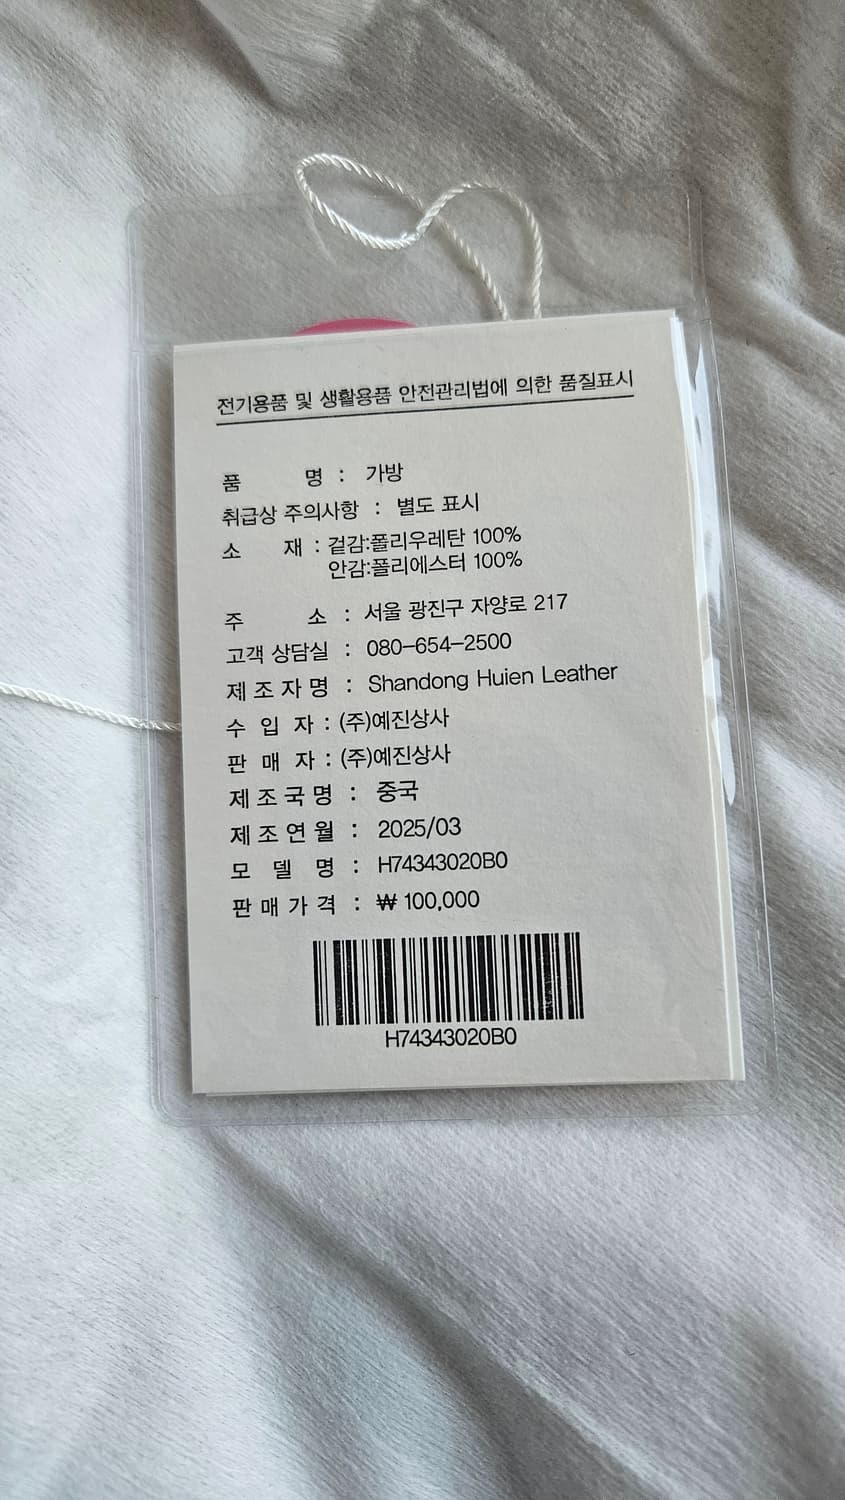 전기용품 및 생활용품 안전관리법에 의한 품질표시
품 명 : 가방
취급상 주의사항 : 별도 표시
소 재 : 겉감:폴리우레탄 100%
안감:폴리에스터 100%
주 소 : 서울 광진구 자양로 217
고객 상담실 : 080-654-2500
제 조 자 명 : Shandong Huien Leather
수 입 자 : (주)예진상사
판 매 자 : (주)예진상사
제 조 국 명 : 중국
제 조 연 월 : 2025/03
모 델 명 : H74343020B0
판 매 가 격 : ₩ 100,000
H74343020B0